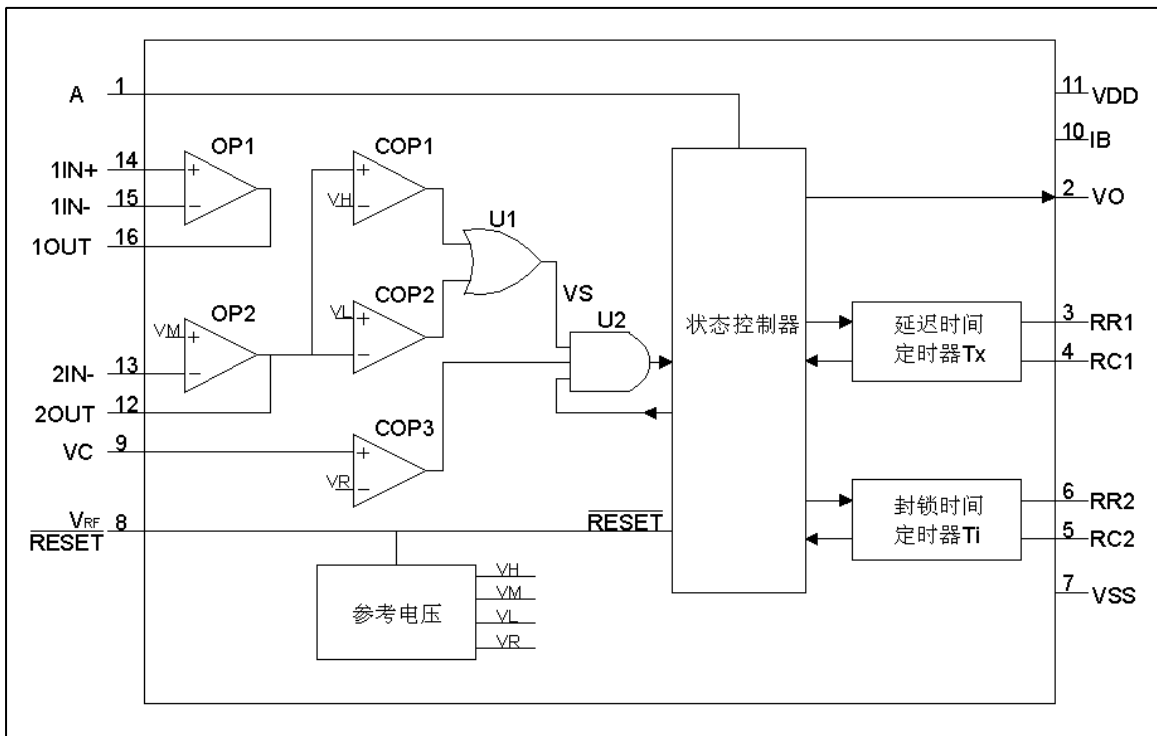 1
A
11
VDD
10
IB
OP1
COP1
14
1IN+
+
+
15
1IN-
−
VH
−
2
VO
16
1OUT
U1
VS
COP2
VL
+
U2
状态控制器
延迟时间
定时器Tx
3
RR1
4
RC1
OP2
VM
+
−
13
2IN-
−
12
2OUT
COP3
9
VC
+
VR
−
封锁时间
定时器Ti
6
RR2
5
RC2
VRF
8
RESET
RESET
7
VSS
参考电压
VH
VM
VL
VR